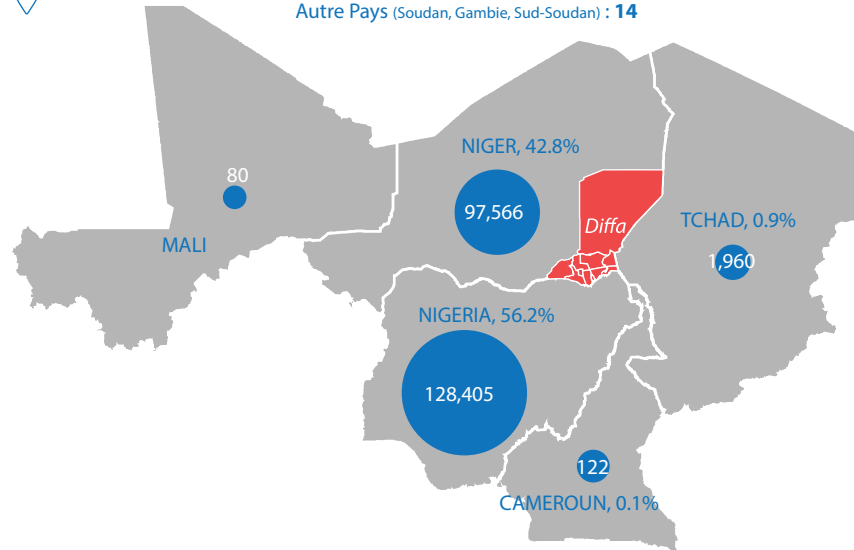 Autre Pays (Soudan, Gambie, Sud-Soudan) : 14
NIGER, 42.8%
80
97,566
Diffa
TCHAD, 0.9%
MALI
1,960
NIGERIA, 56.2%
128,405
122
CAMEROUN, 0.1%